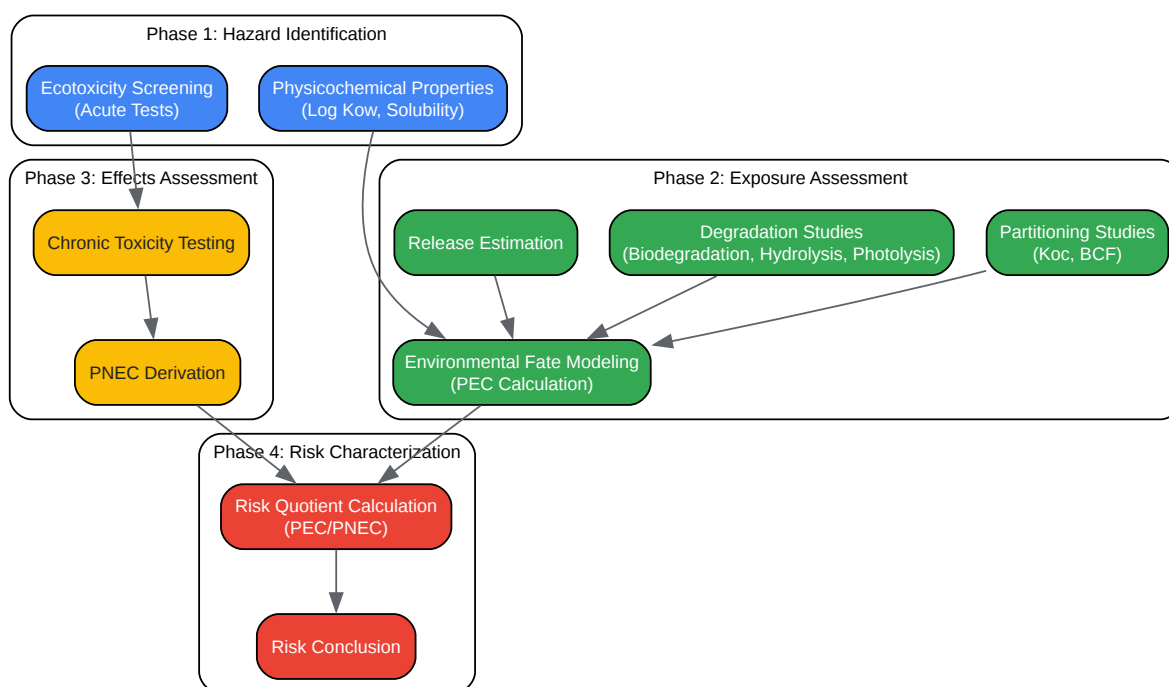 Phase 1: Hazard Identification
Ecotoxicity Screening
(Acute Tests)
Physicochemical Properties
(Log Kow, Solubility)
Phase 3: Effects Assessment
Chronic Toxicity Testing
PNEC Derivation
Phase 2: Exposure Assessment
Release Estimation
Degradation Studies
(Biodegradation, Hydrolysis, Photolysis)
Partitioning Studies
(Koc, BCF)
Environmental Fate Modeling
(PEC Calculation)
Phase 4: Risk Characterization
Risk Quotient Calculation
(PEC/PNEC)
Risk Conclusion